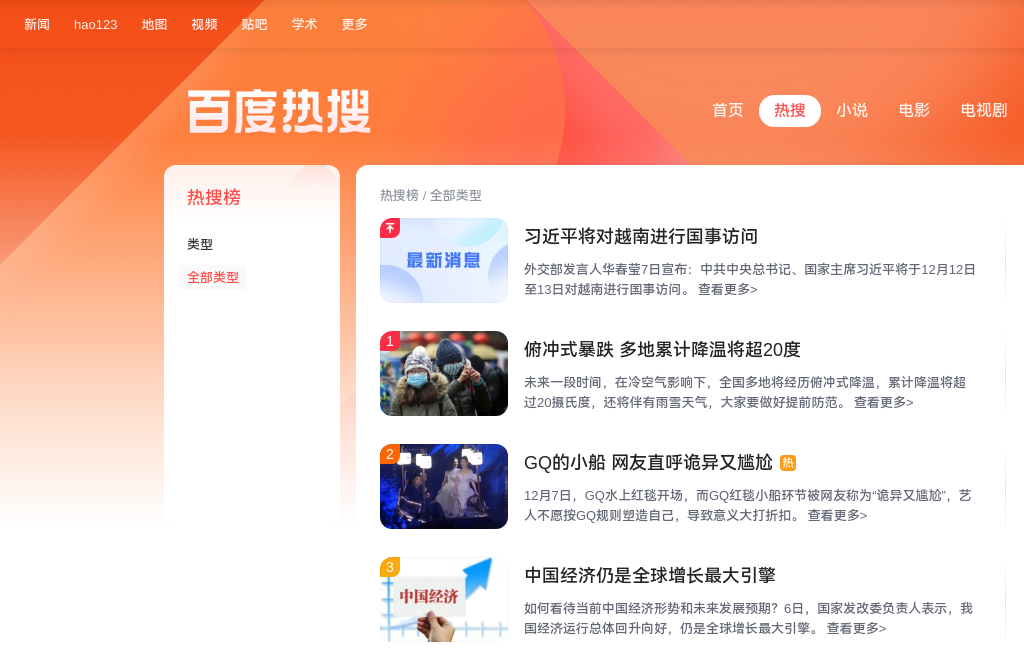 新闻 hao123 地图 视频 贴吧 学术 更多
百度热搜
首页 热搜 小说 电影 电视剧
热搜榜
类型
全部类型
热搜榜 / 全部类型
最新消息
习近平将对越南进行国事访问
外交部发言人华春莹7日宣布：中共中央总书记、国家主席习近平将于12月12日
至13日对越南进行国事访问。 查看更多>
1
俯冲式暴跌 多地累计降温将超20度
未来一段时间，在冷空气影响下，全国多地将经历俯冲式降温，累计降温将超
过20摄氏度，还将伴有雨雪天气，大家要做好提前防范。 查看更多>
2
GQ的小船 网友直呼诡异又尴尬 热
12月7日，GQ水上红毯开场，而GQ红毯小船环节被网友称为“诡异又尴尬”，艺
人不愿按GQ规则塑造自己，导致意义大打折扣。 查看更多>
3
中国经济
中国经济仍是全球增长最大引擎
如何看待当前中国经济形势和未来发展预期？6日，国家发改委负责人表示，我
国经济运行总体回升向好，仍是全球增长最大引擎。 查看更多>